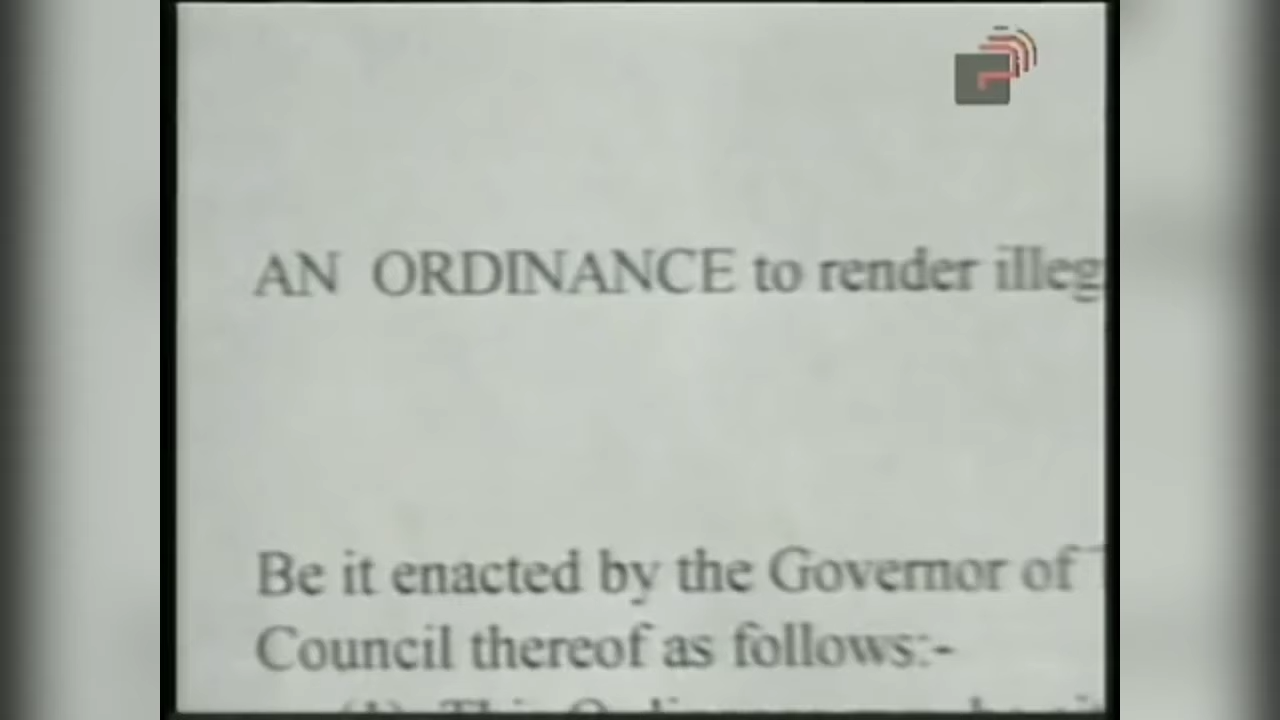 AN ORDINANCE to render illeg
Be it enacted by the Governor of
Council thereof as follows:-